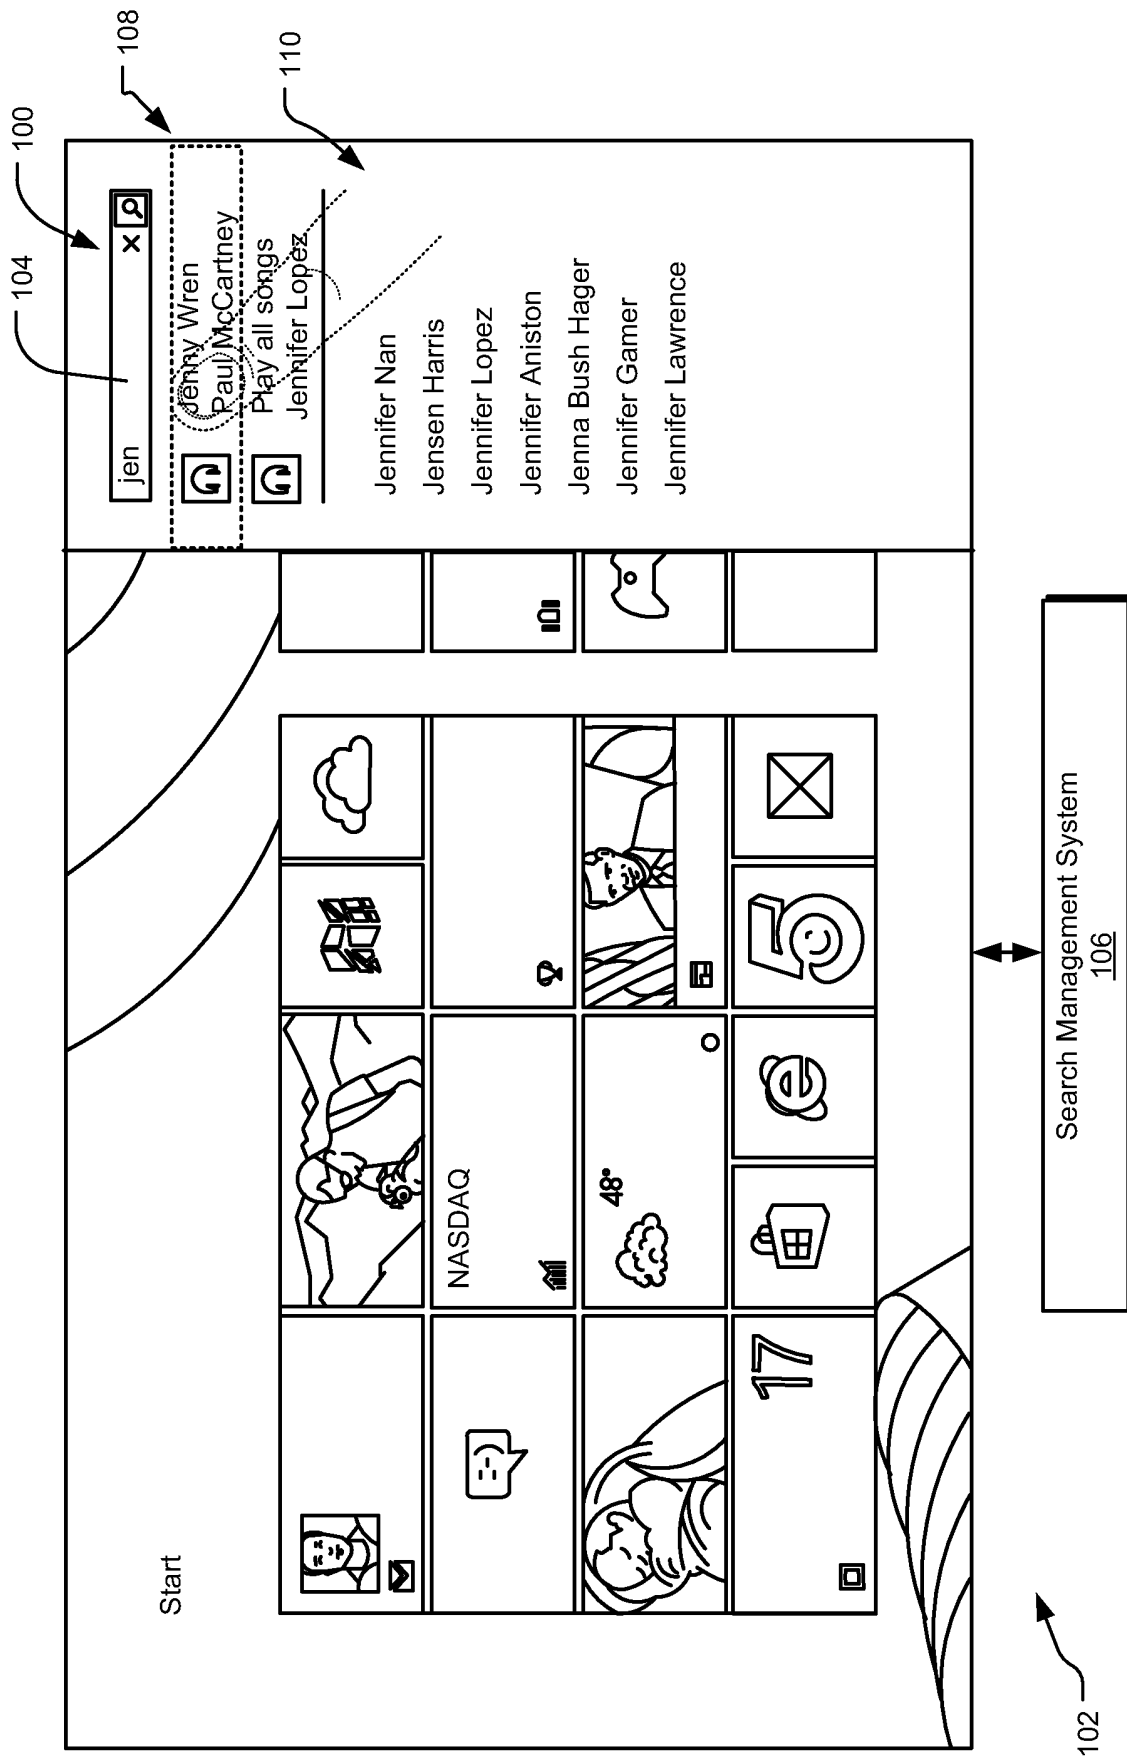 100
104
108
110
jen
Jenny Wren
Paul McCartney
Play all songs
Jennifer Lopez
Jennifer Nan
Jensen Harris
Jennifer Lopez
Jennifer Aniston
Jenna Bush Hager
Jennifer Gamer
Jennifer Lawrence
Start
NASDAQ
48°
17
Search Management System
106
102